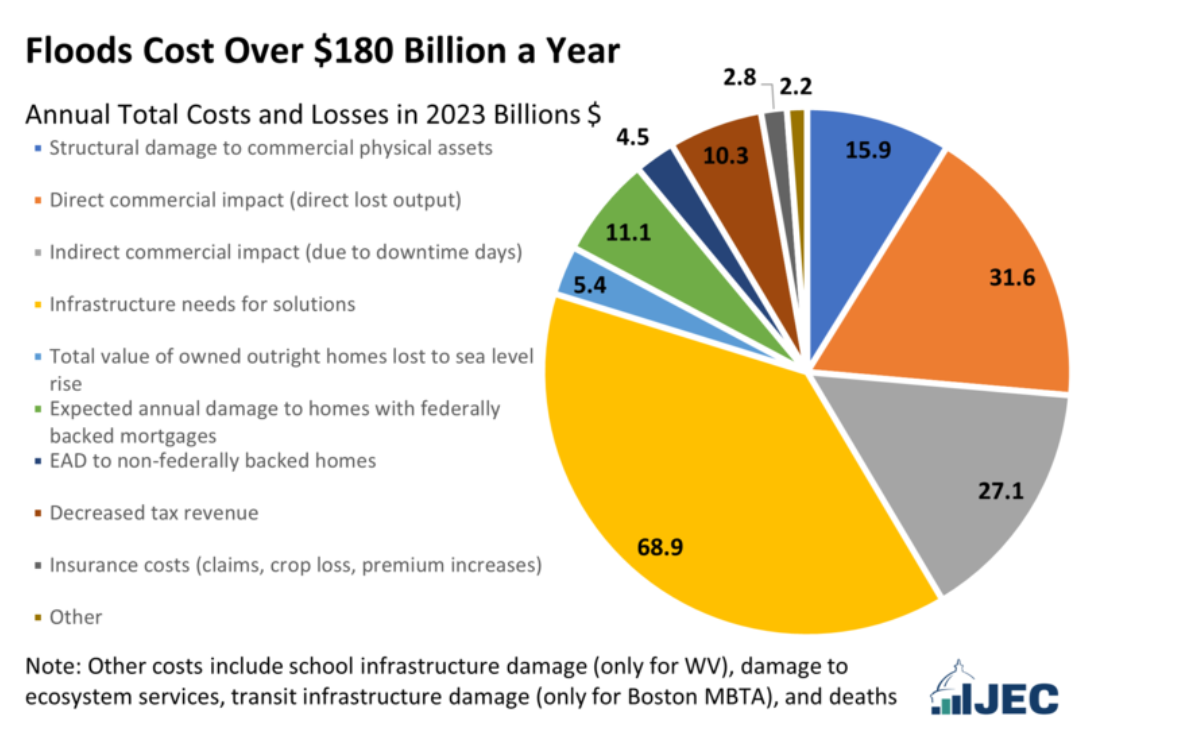 Floods Cost Over $180 Billion a Year
Annual Total Costs and Losses in 2023 Billions $
Structural damage to commercial physical assets
Direct commercial impact (direct lost output)
Indirect commercial impact (due to downtime days)
Infrastructure needs for solutions
Total value of owned outright homes lost to sea level
rise
Expected annual damage to homes with federally
backed mortgages
EAD to non-federally backed homes
Decreased tax revenue
Insurance costs (claims, crop loss, premium increases)
Other
15.9
31.6
27.1
68.9
5.4
11.1
4.5
10.3
2.8
2.2
Note: Other costs include school infrastructure damage (only for WV), damage to
ecosystem services, transit infrastructure damage (only for Boston MBTA), and deaths
JEC